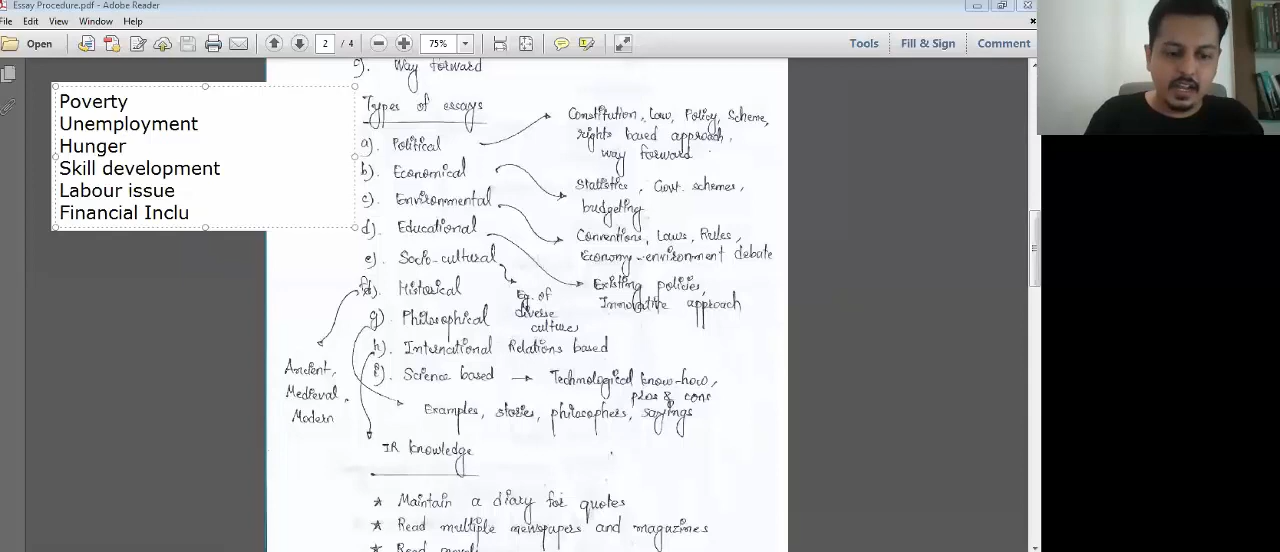 Essay Procedure.pdf - Adobe Reader
File Edit View Window Help
Open
2 / 4
75%
Tools
Fill & Sign
Comment
Poverty
Unemployment
Hunger
Skill development
Labour issue
Financial Inclu
c). Way forward
Types of essays
a). Political
Constitution, Law, Policy, Scheme,
rights based approach,
way forward
b). Economical
Statistics, Govt. schemes,
budgeting
c). Environmental
Conventions, Laws, Rules,
Economy-environment debate
d). Educational
Existing policies,
Innovative approach
e). Socio-cultural
Eg. of
diverse
cultures
Historical
g). Philosophical
h). International Relations based
i). Science based → Technological know-how,
pros & cons
Ancient,
Medieval,
Modern
Examples, stories, philosophers, sayings
IR knowledge
★ Maintain a diary for quotes
★ Read multiple newspapers and magazines
★ Read novels